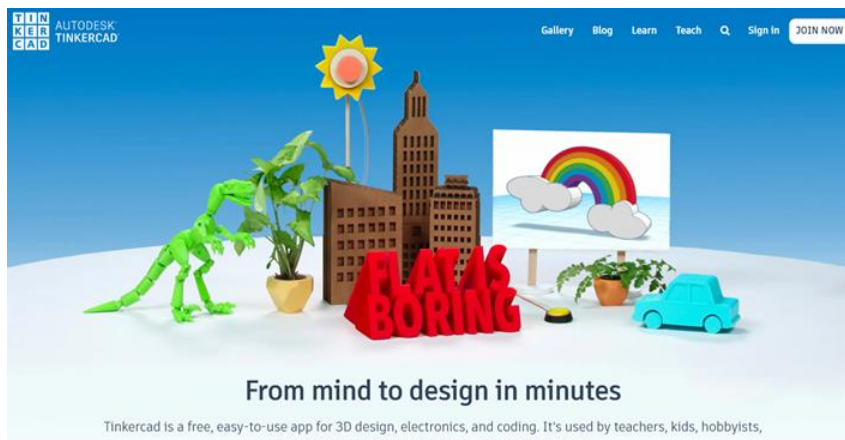 TIN
KER
CAD
AUTODESK®
TINKERCAD®
Gallery Blog Learn Teach Sign in JOIN NOW
FLAT IS
BORING
From mind to design in minutes
Tinkercad is a free, easy-to-use app for 3D design, electronics, and coding. It's used by teachers, kids, hobbyists,